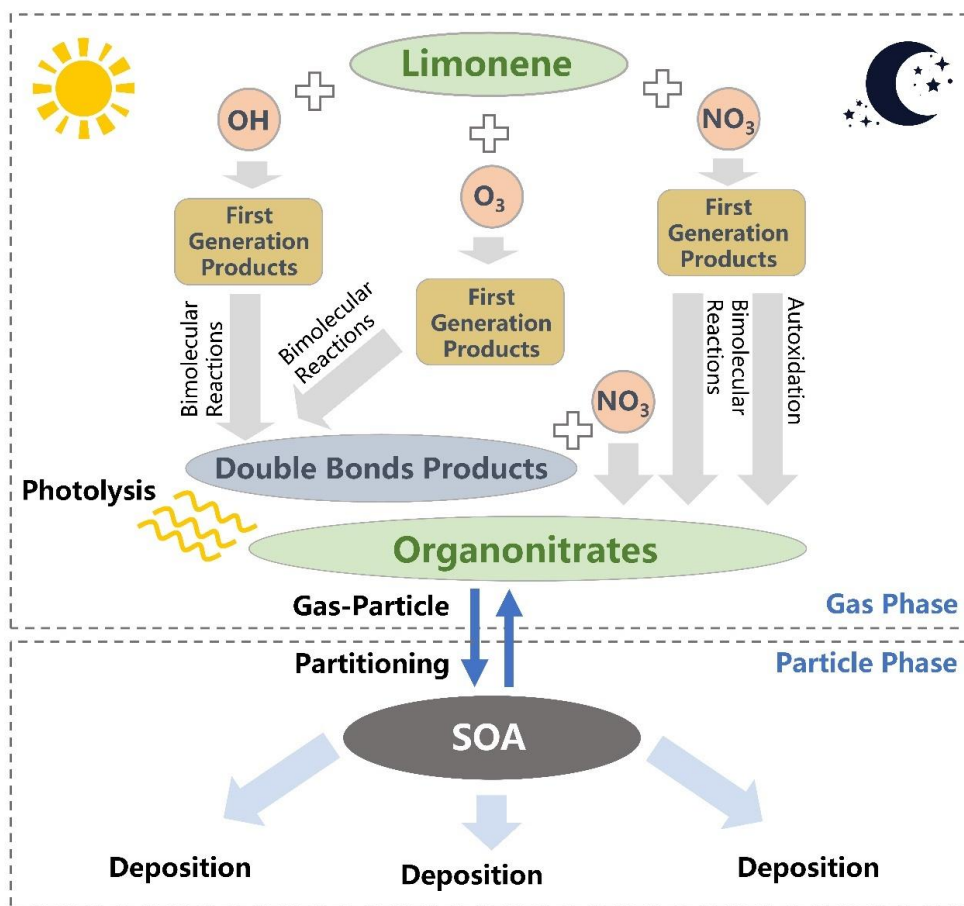 Limonene
OH
NO₃
O₃
First
Generation
Products
First
Generation
Products
First
Generation
Products
Bimolecular
Reactions
Bimolecular
Reactions
Bimolecular
Reactions
Autoxidation
NO₃
Double Bonds Products
Photolysis
Organonitrates
Gas-Particle
Gas Phase
Partitioning
Particle Phase
SOA
Deposition
Deposition
Deposition